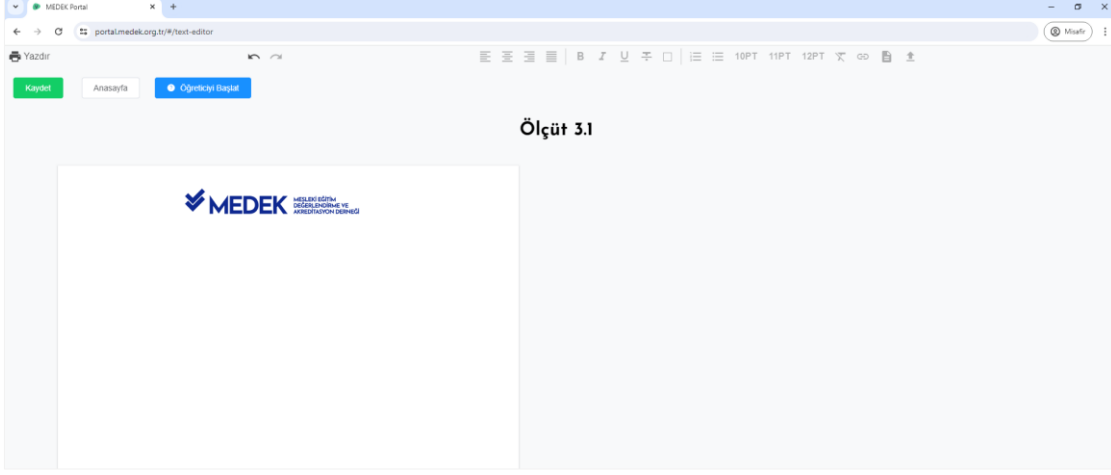 MEDEK Portal
portal.medek.org.tr/#/text-editor
Misafir
Yazdır
B I U T 10PT 11PT 12PT
Kaydet
Anasayfa
Öğreticiyi Başlat
Ölçüt 3.1
MEDEK
MESLEKİ EĞİTİM
DEĞERLENDİRME VE
AKREDİTASYON DERNEĞİ